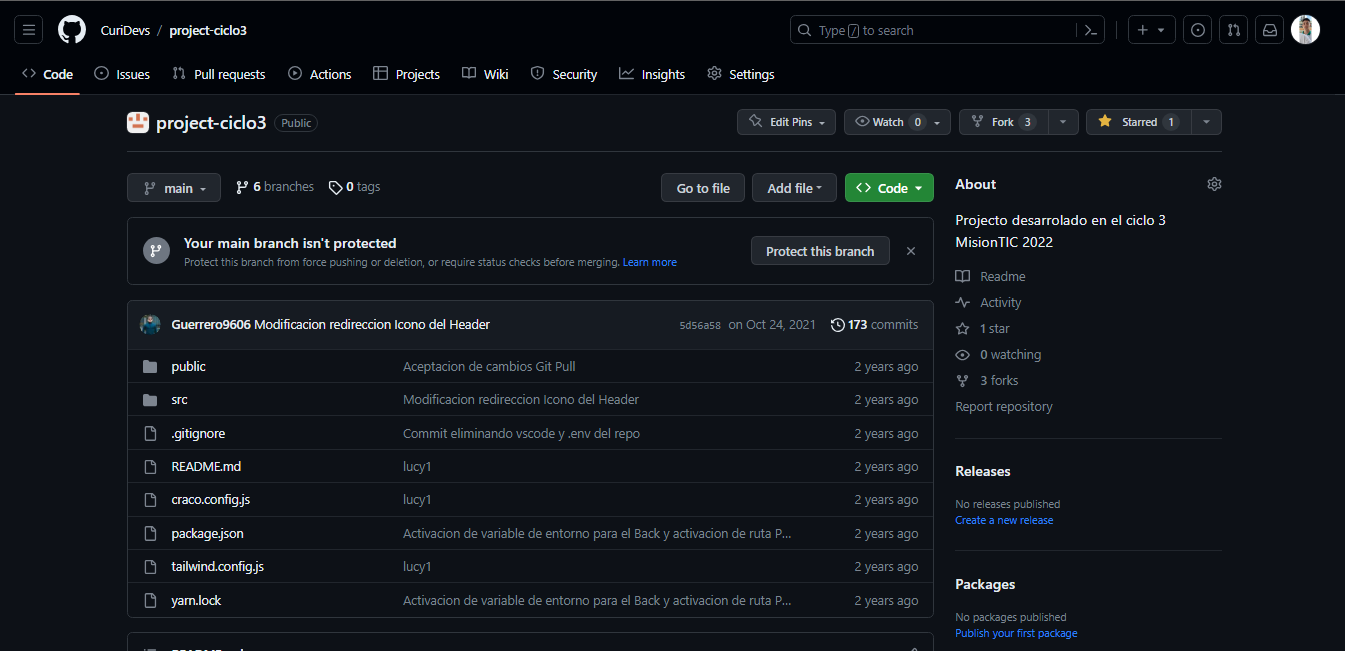 CuriDevs / project-ciclo3
Type / to search
Code Issues Pull requests Actions Projects Wiki Security Insights Settings
project-ciclo3 Public
Edit Pins Watch 0 Fork 3 Starred 1
main 6 branches 0 tags
Go to file Add file Code
Your main branch isn't protected
Protect this branch from force pushing or deletion, or require status checks before merging. Learn more
Protect this branch
Guerrero9606 Modificacion redireccion Icono del Header 5d56a58 on Oct 24, 2021 173 commits
public Aceptacion de cambios Git Pull 2 years ago
src Modificacion redireccion Icono del Header 2 years ago
.gitignore Commit eliminando vscode y .env del repo 2 years ago
README.md lucy1 2 years ago
craco.config.js lucy1 2 years ago
package.json Activacion de variable de entorno para el Back y activacion de ruta P... 2 years ago
tailwind.config.js lucy1 2 years ago
yarn.lock Activacion de variable de entorno para el Back y activacion de ruta P... 2 years ago
About
Projecto desarrolado en el ciclo 3
MisionTIC 2022
Readme
Activity
1 star
0 watching
3 forks
Report repository
Releases
No releases published
Create a new release
Packages
No packages published
Publish your first package